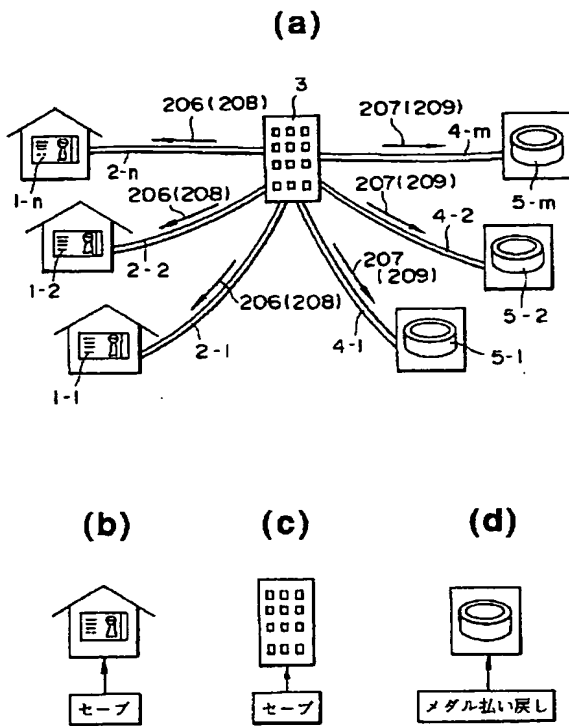 (a)
3
206(208)
207(209)
4-m
2-n
1-n
5-m
206(208)
207(209)
4-2
2-2
1-2
5-2
207
(209)
206(208)
2-1
4-1
5-1
1-1
(b)
(c)
(d)
セーブ
セーブ
メダル払い戻し